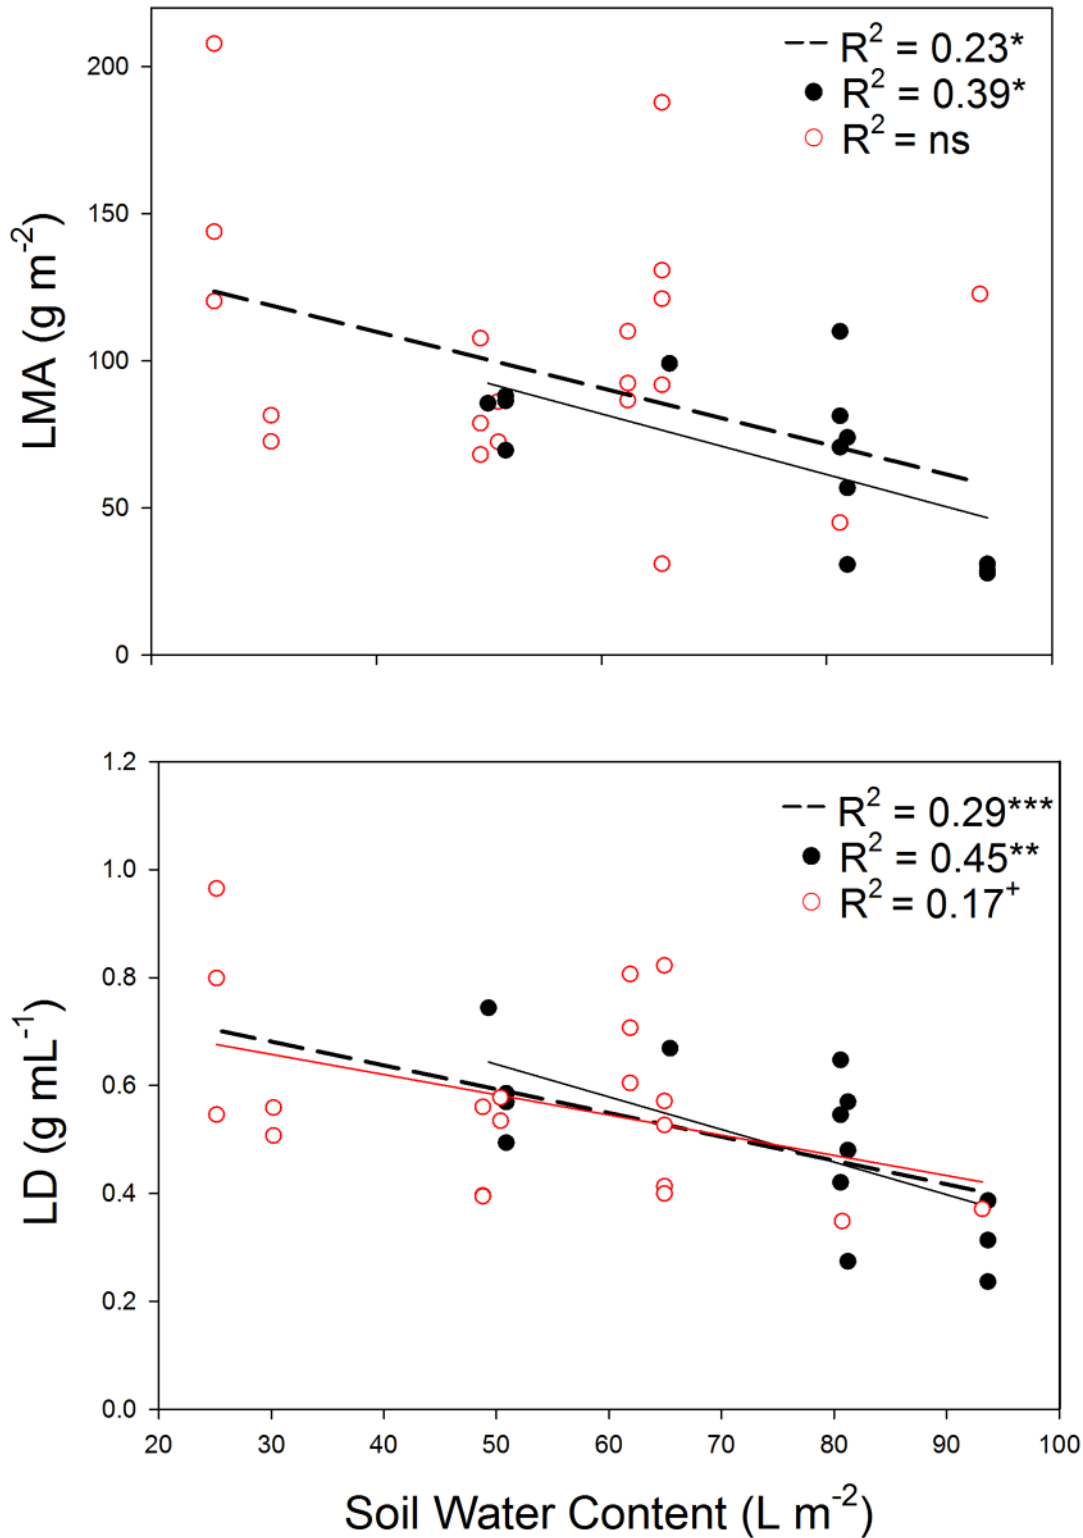 R² = 0.23*
R² = 0.39*
R² = ns
200
150
100
50
0
LMA (g m⁻²)
1.2
1.0
0.8
0.6
0.4
0.2
0.0
R² = 0.29***
R² = 0.45**
R² = 0.17⁺
LD (g mL⁻¹)
20 30 40 50 60 70 80 90 100
Soil Water Content (L m⁻²)